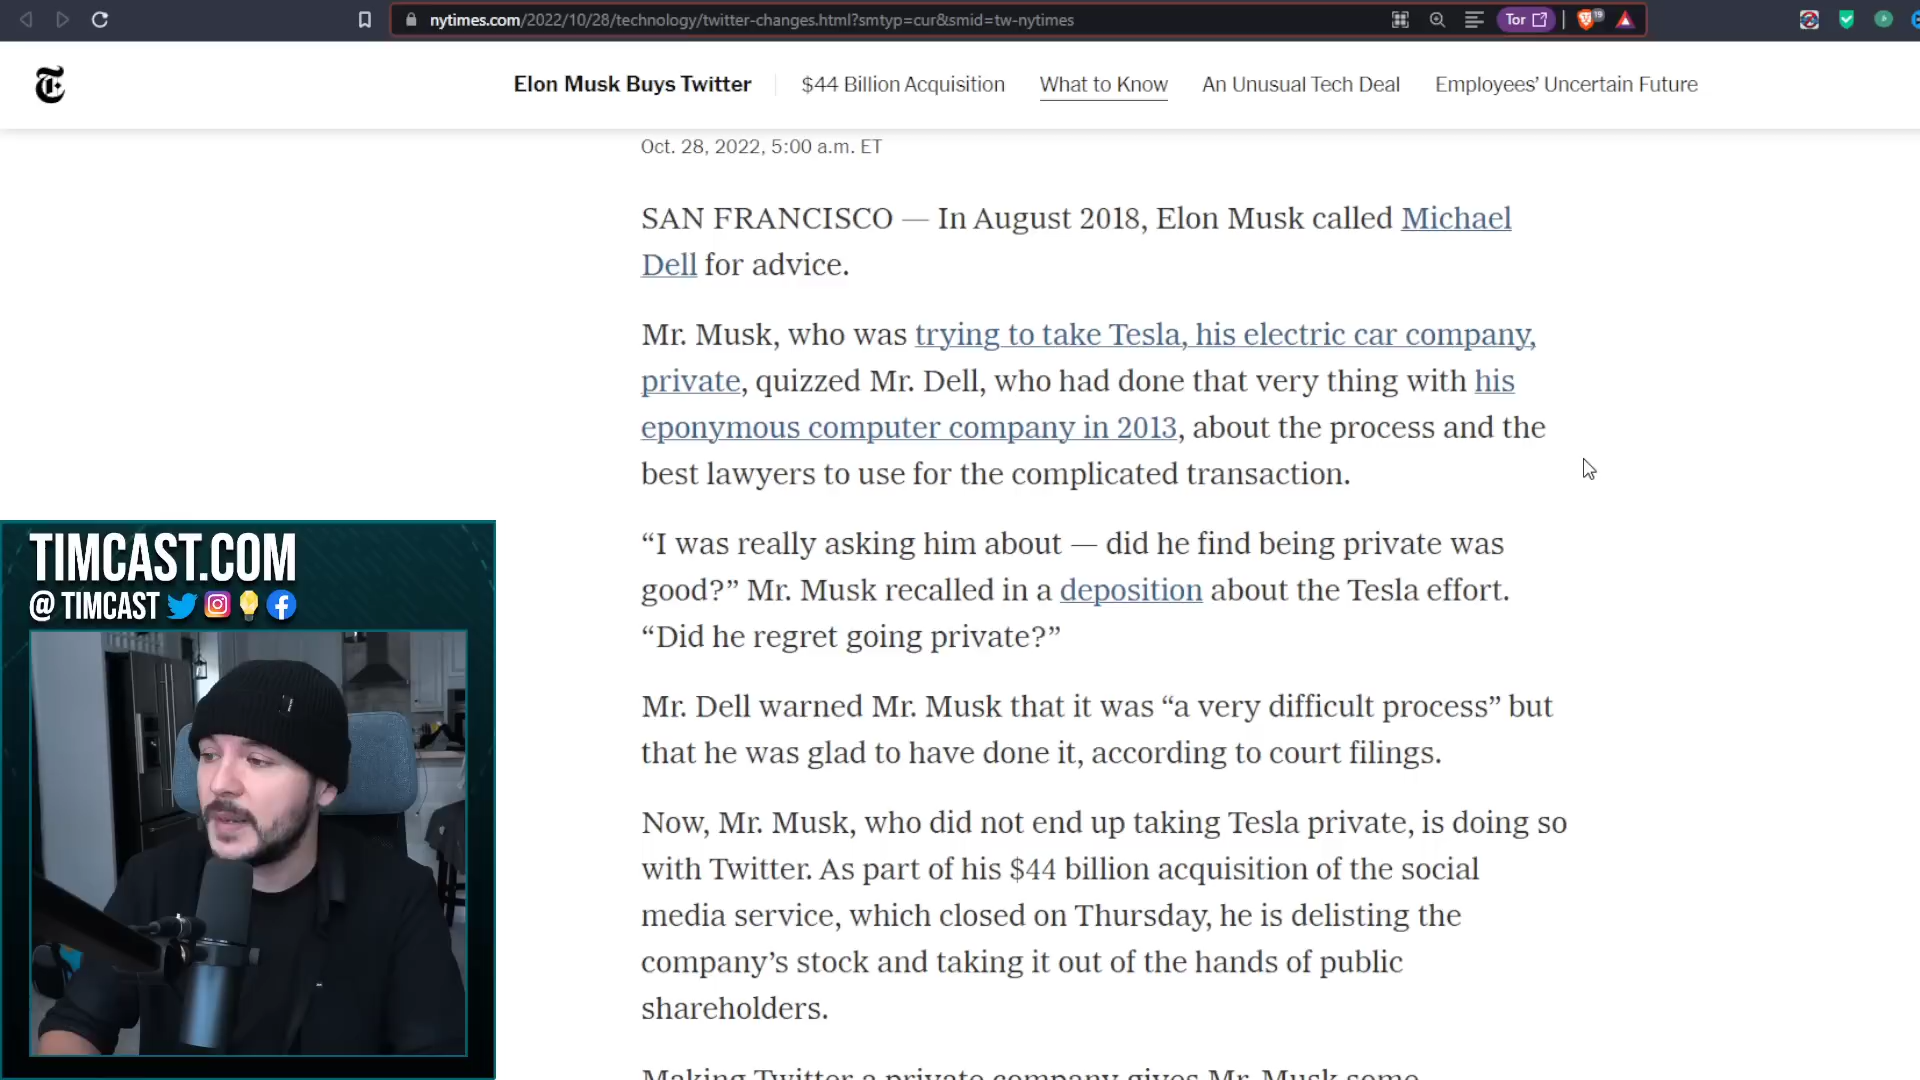 nytimes.com/2022/10/28/technology/twitter-changes.html?smtyp=cur&smid=tw-nytimes
Tor
19
Elon Musk Buys Twitter
$44 Billion Acquisition
What to Know
An Unusual Tech Deal
Employees’ Uncertain Future
Oct. 28, 2022, 5:00 a.m. ET
SAN FRANCISCO — In August 2018, Elon Musk called Michael
Dell for advice.
Mr. Musk, who was trying to take Tesla, his electric car company,
private, quizzed Mr. Dell, who had done that very thing with his
eponymous computer company in 2013, about the process and the
best lawyers to use for the complicated transaction.
“I was really asking him about — did he find being private was
good?” Mr. Musk recalled in a deposition about the Tesla effort.
“Did he regret going private?”
Mr. Dell warned Mr. Musk that it was “a very difficult process” but
that he was glad to have done it, according to court filings.
Now, Mr. Musk, who did not end up taking Tesla private, is doing so
with Twitter. As part of his $44 billion acquisition of the social
media service, which closed on Thursday, he is delisting the
company’s stock and taking it out of the hands of public
shareholders.
Making Twitter a private company gives Mr. Musk some
TIMCAST.COM
@ TIMCAST